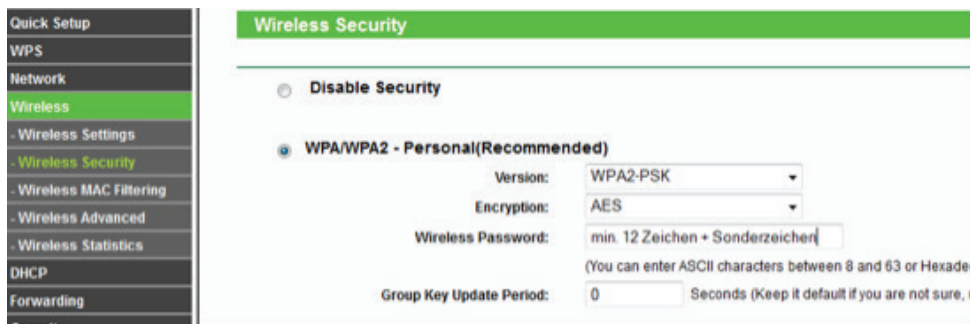 Quick Setup
WPS
Network
Wireless
- Wireless Settings
- Wireless Security
- Wireless MAC Filtering
- Wireless Advanced
- Wireless Statistics
DHCP
Forwarding
Wireless Security
Disable Security
WPA/WPA2 - Personal(Recommended)
Version: WPA2-PSK
Encryption: AES
Wireless Password: min. 12 Zeichen + Sonderzeichen
(You can enter ASCII characters between 8 and 63 or Hexade
Group Key Update Period: 0 Seconds (Keep it default if you are not sure,